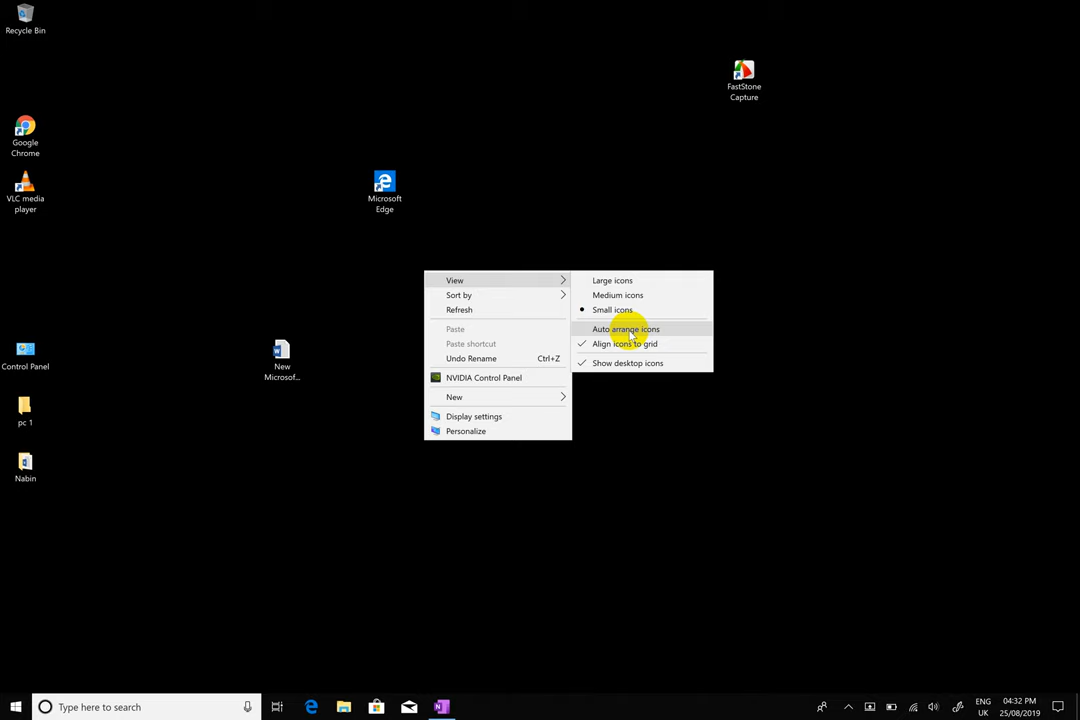 Recycle Bin
FastStone
Capture
Google
Chrome
VLC media
player
Microsoft
Edge
View
Sort by
Refresh
Paste
Paste shortcut
Undo Rename Ctrl+Z
NVIDIA Control Panel
New
Display settings
Personalize
Large icons
Medium icons
Small icons
Auto arrange icons
Align icons to grid
Show desktop icons
Control Panel
New
Microsof...
pc 1
Nabin
Type here to search
ENG
UK
04:32 PM
25/08/2019